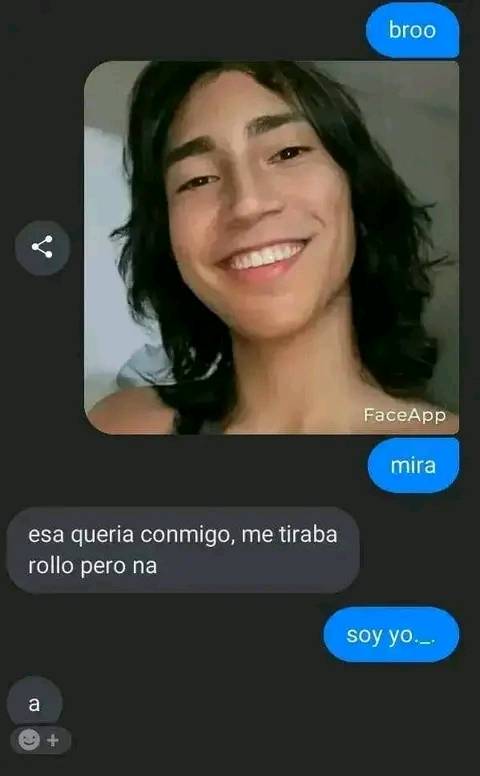 broo
FaceApp
mira
esa queria conmigo, me tiraba
rollo pero na
soy yo._.
a